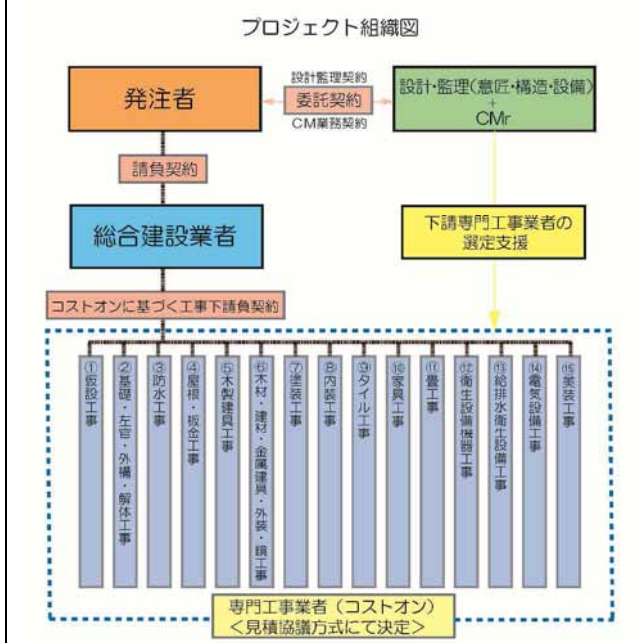 プロジェクト組織図
発注者
設計監理契約
委託契約
CM業務契約
設計・監理(意匠・構造・設備)
+
CMr
請負契約
総合建設業者
下請専門工事業者の
選定支援
コストオンに基づく工事下請負契約
①仮設工事
②基礎・左官・外構・解体工事
③防水工事
④屋根・板金工事
⑤木製建具工事
⑥木材・建材・金属建具・外装・鏡工事
⑦塗装工事
⑧内装工事
⑨タイル工事
⑩家具工事
⑪畳工事
⑫衛生設備機器工事
⑬給排水衛生設備工事
⑭電気設備工事
⑮美装工事
専門工事業者(コストオン)
<見積協議方式にて決定>